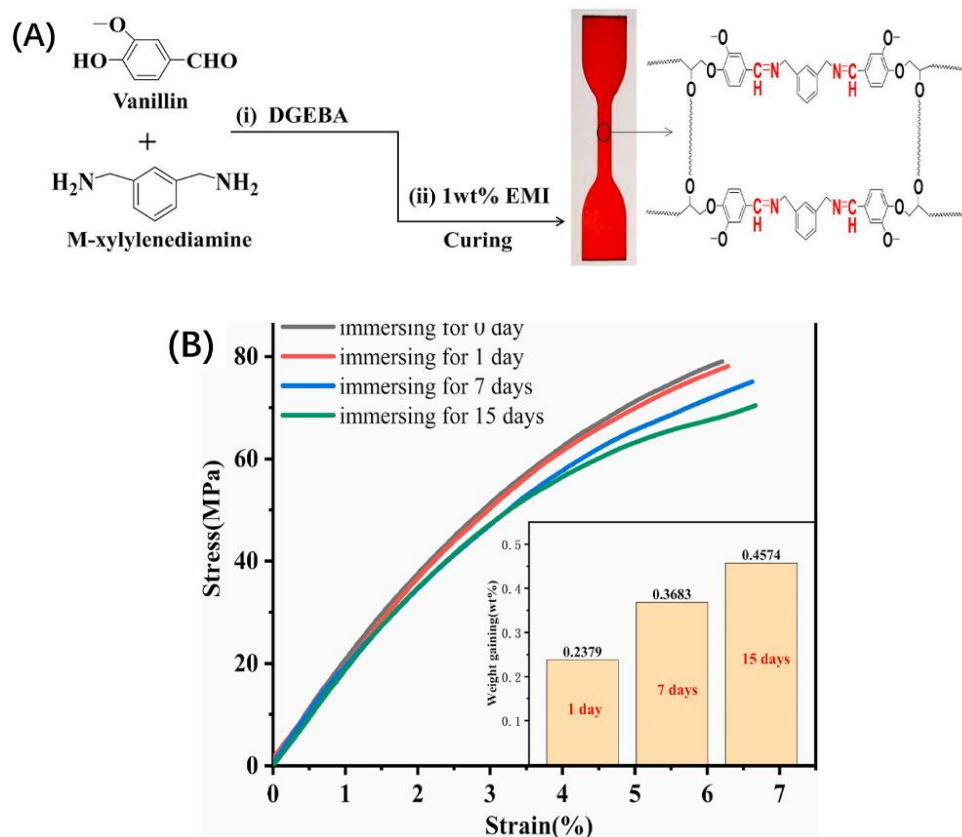 (A)
O
HO
CHO
Vanillin
+
H₂N
NH₂
M-xylylenediamine
(i) DGEBA
(ii) 1wt% EMI
Curing
O
O
O
C=N
H
N=C
H
O
O
O
O
O
C=N
H
N=C
H
O
O
O
O
(B)
immersing for 0 day
immersing for 1 day
immersing for 7 days
immersing for 15 days
Stress(MPa)
80
60
40
20
0
0 1 2 3 4 5 6 7
Strain(%)
Weight gaining(wt%)
0.5
0.4
0.3
0.2
0.1
0.2379
0.3683
0.4574
1 day
7 days
15 days